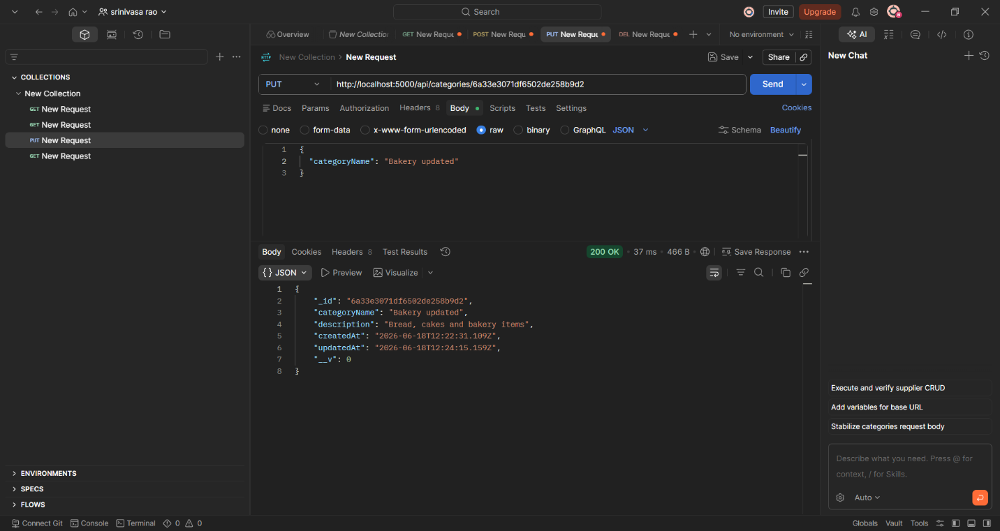 srinivasa rao
Search
Invite
Upgrade
Overview
New Collectio
GET New Reque
POST New Requ
PUT New Reque
DEL New Reque
No environment
AI
COLLECTIONS
New Collection
GET New Request
GET New Request
PUT New Request
GET New Request
ENVIRONMENTS
SPECS
FLOWS
HTTP New Collection > New Request
Save
Share
PUT
http://localhost:5000/api/categories/6a33e3071df6502de258b9d2
Send
Docs Params Authorization Headers 8 Body Scripts Tests Settings
Cookies
none form-data x-www-form-urlencoded raw binary GraphQL JSON
Schema Beautify
1 {
2 "categoryName": "Bakery updated"
3 }
Body Cookies Headers 8 Test Results
200 OK • 37 ms • 466 B
e.g. Save Response
{ } JSON Preview Visualize
1 {
2 "_id": "6a33e3071df6502de258b9d2",
3 "categoryName": "Bakery updated",
4 "description": "Bread, cakes and bakery items",
5 "createdAt": "2026-06-18T12:22:31.109Z",
6 "updatedAt": "2026-06-18T12:24:15.159Z",
7 "__v": 0
8 }
New Chat
Execute and verify supplier CRUD
Add variables for base URL
Stabilize categories request body
Describe what you need. Press @ for
context, / for Skills.
Auto
Connect Git Console Terminal 0 0
Globals Vault Tools